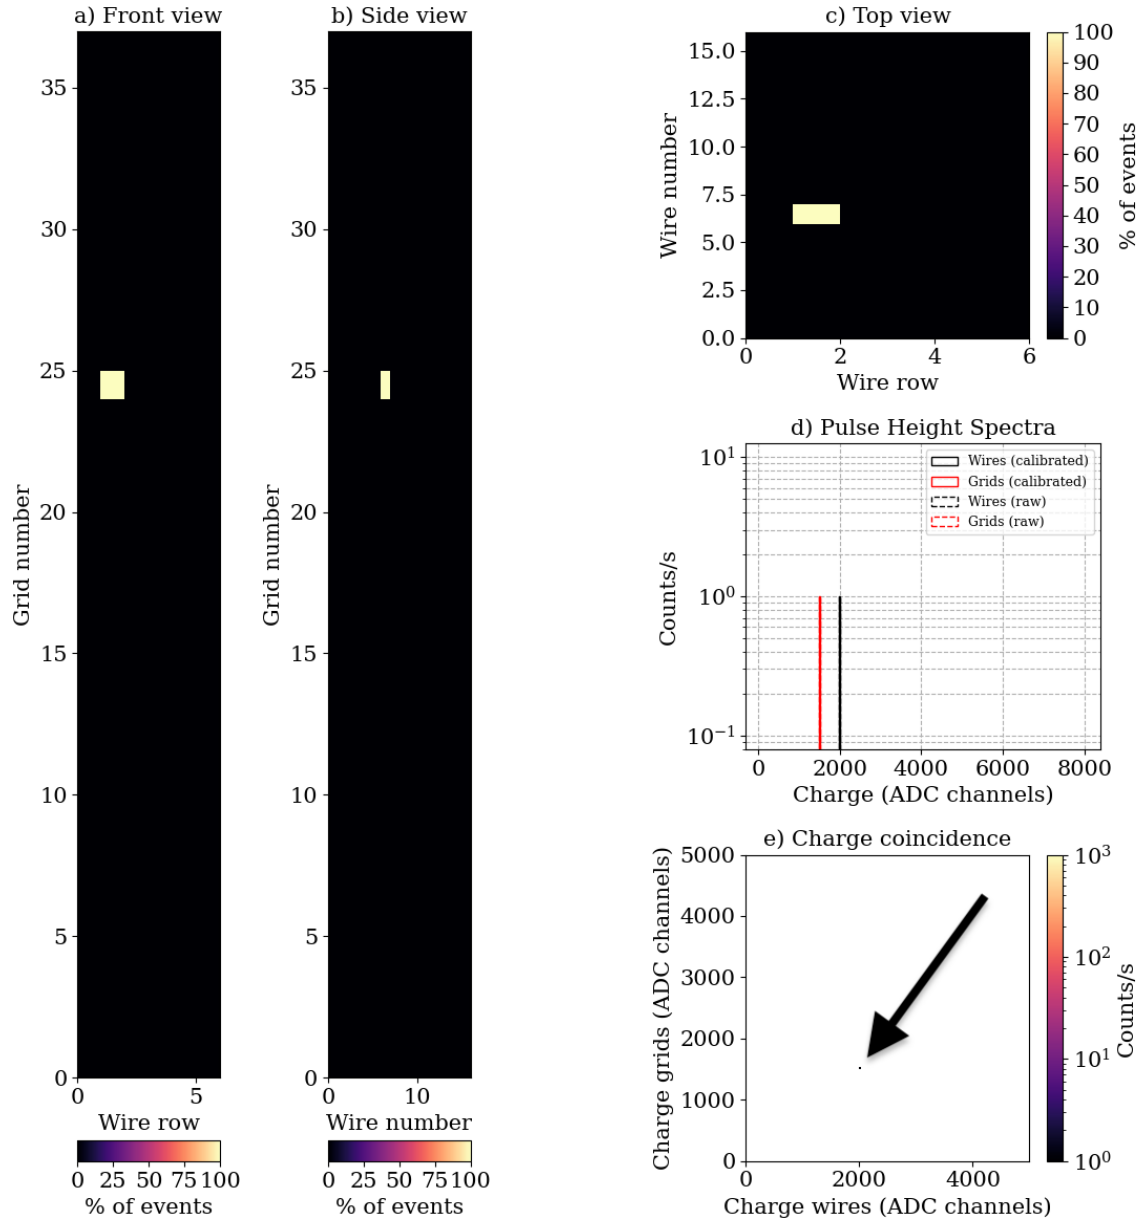 a) Front view
35
30
25
20
15
10
5
0
Grid number
0 5
Wire row
0 25 50 75 100
% of events
b) Side view
35
30
25
20
15
10
5
0
Grid number
0 10
Wire number
0 25 50 75 100
% of events
c) Top view
15.0
12.5
10.0
7.5
5.0
2.5
0.0
Wire number
0 2 4 6
Wire row
100
90
80
70
60
50
40
30
20
10
0
% of events
d) Pulse Height Spectra
10¹
10⁰
10⁻¹
Counts/s
Wires (calibrated)
Grids (calibrated)
Wires (raw)
Grids (raw)
0 2000 4000 6000 8000
Charge (ADC channels)
e) Charge coincidence
5000
4000
3000
2000
1000
0
Charge grids (ADC channels)
0 2000 4000
Charge wires (ADC channels)
10³
10²
10¹
10⁰
Counts/s